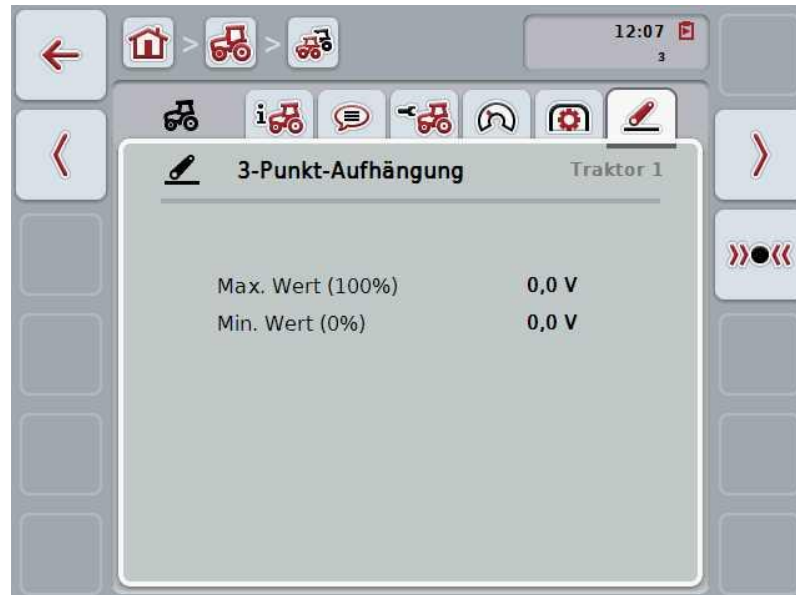 12:07
3
3-Punkt-Aufhängung Traktor 1
Max. Wert (100%) 0,0 V
Min. Wert (0%) 0,0 V